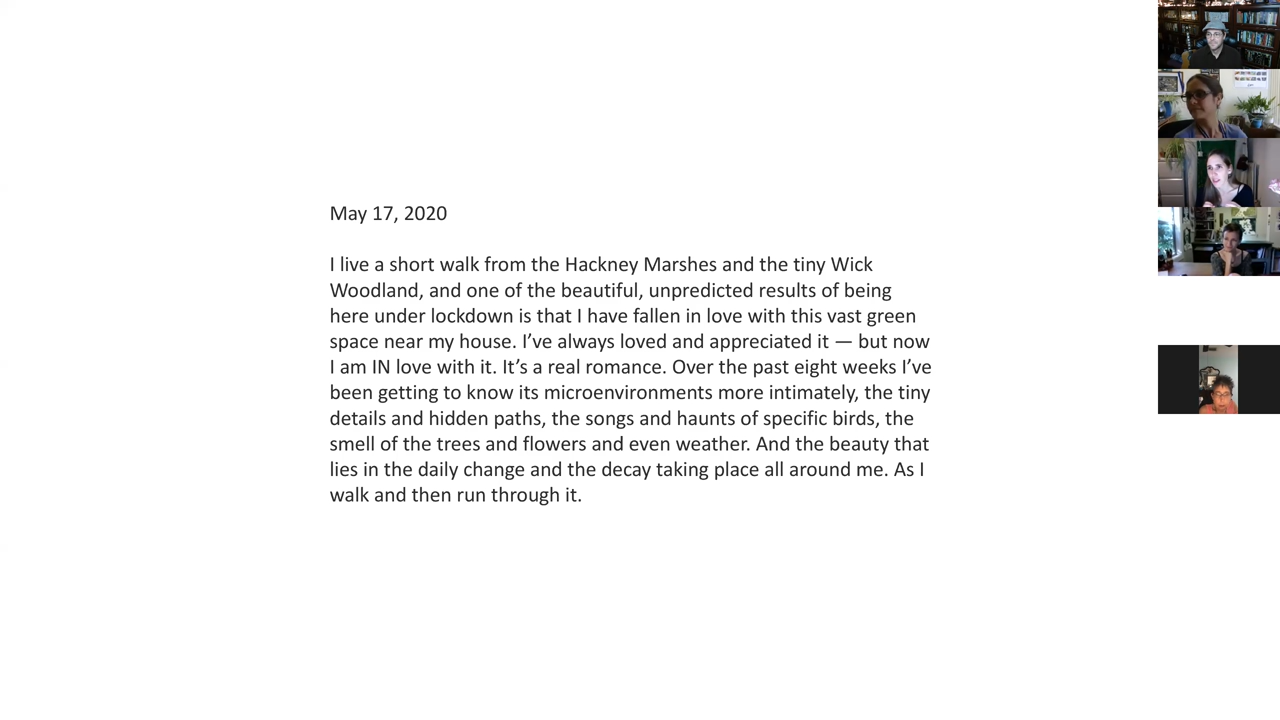 May 17, 2020
I live a short walk from the Hackney Marshes and the tiny Wick
Woodland, and one of the beautiful, unpredicted results of being
here under lockdown is that I have fallen in love with this vast green
space near my house. I’ve always loved and appreciated it — but now
I am IN love with it. It’s a real romance. Over the past eight weeks I’ve
been getting to know its microenvironments more intimately, the tiny
details and hidden paths, the songs and haunts of specific birds, the
smell of the trees and flowers and even weather. And the beauty that
lies in the daily change and the decay taking place all around me. As I
walk and then run through it.